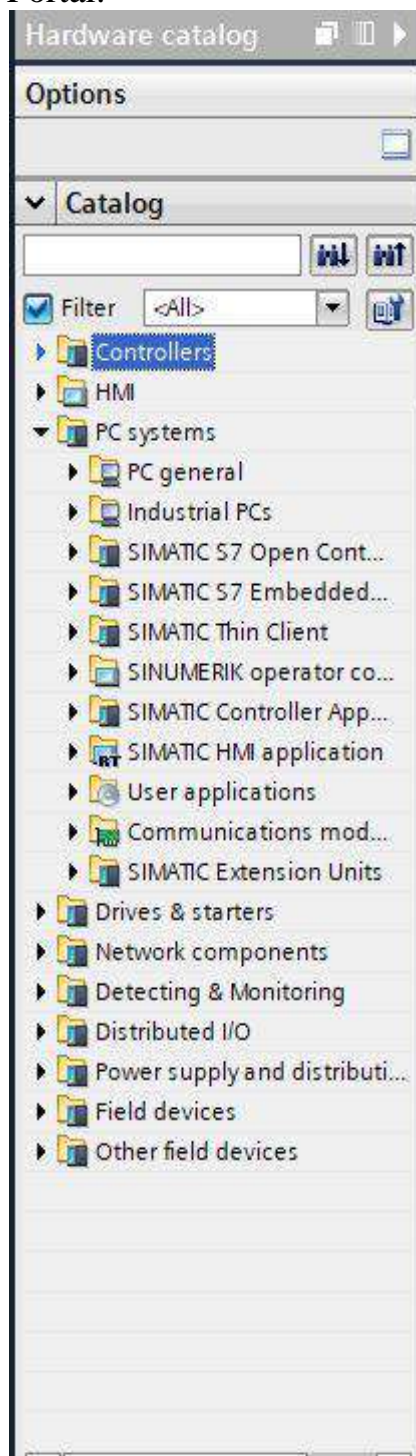 Portal.
Hardware catalog
Options
Catalog
Filter <All>
Controllers
HMI
PC systems
PC general
Industrial PCs
SIMATIC S7 Open Cont...
SIMATIC S7 Embedded...
SIMATIC Thin Client
SINUMERIK operator co...
SIMATIC Controller App...
RT SIMATIC HMI application
User applications
Communications mod...
SIMATIC Extension Units
Drives & starters
Network components
Detecting & Monitoring
Distributed I/O
Power supply and distributi...
Field devices
Other field devices